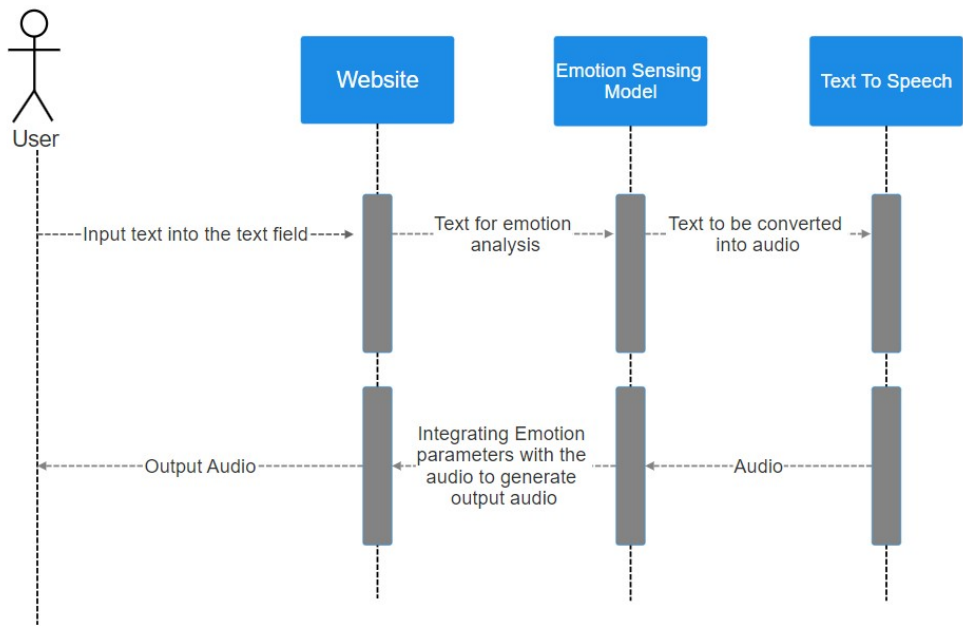 User
Website
Emotion Sensing
Model
Text To Speech
Input text into the text field
Text for emotion
analysis
Text to be converted
into audio
Output Audio
Integrating Emotion
parameters with the
audio to generate
output audio
Audio